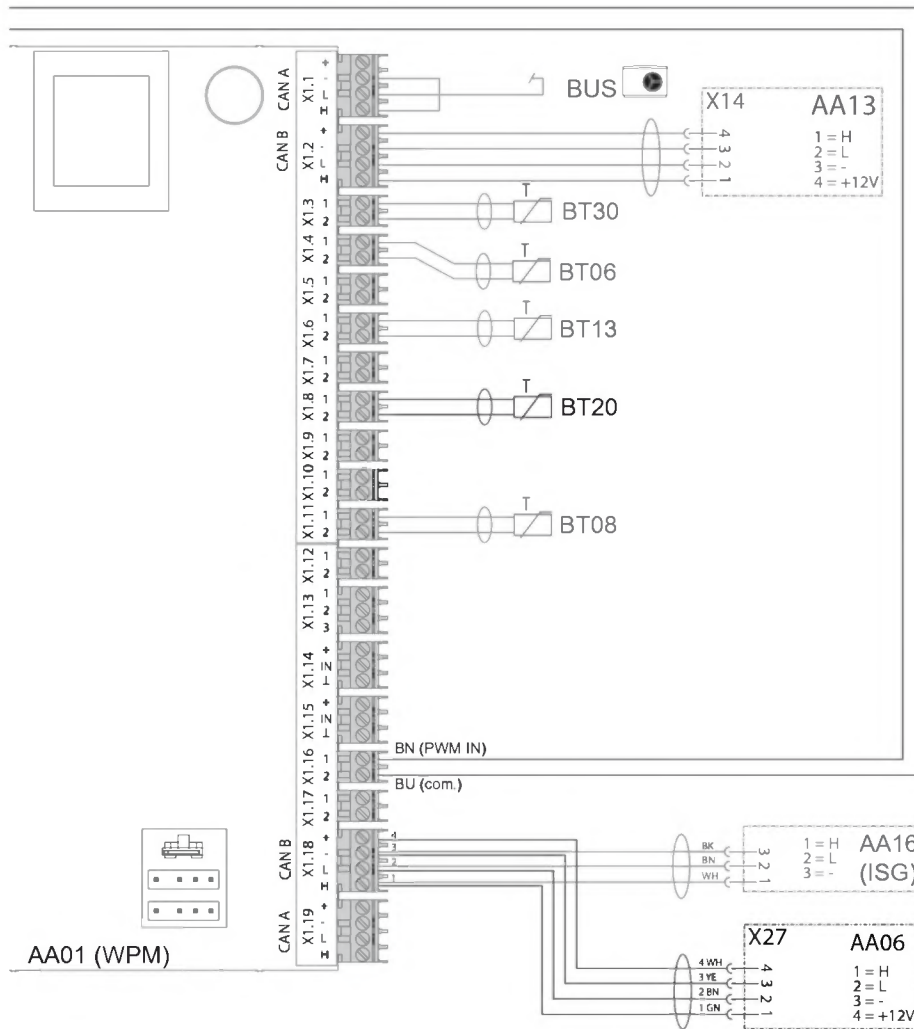 CAN A
X1.1
+
-
L
H
BUS
X14
AA13
4
3
2
1
1 = H
2 = L
3 = -
4 = +12V
CAN B
X1.2
+
-
L
H
X1.3
1
2
T
BT30
X1.4
1
2
T
BT06
X1.5
1
2
X1.6
1
2
T
BT13
X1.7
1
2
X1.8
1
2
T
BT20
X1.9
1
2
X1.10
1
2
X1.11
1
2
T
BT08
X1.12
1
2
X1.13
1
2
3
X1.14
+
IN
⊥
X1.15
+
IN
⊥
X1.16
1
2
BN (PWM IN)
BU (com.)
X1.17
1
2
CAN B
X1.18
+
-
L
H
4
3
2
1
BK
BN
WH
3
2
1
1 = H
2 = L
3 = -
AA16
(ISG)
CAN A
X1.19
+
-
L
H
AA01 (WPM)
X27
AA06
4 WH
3 YE
2 BN
1 GN
4
3
2
1
1 = H
2 = L
3 = -
4 = +12V